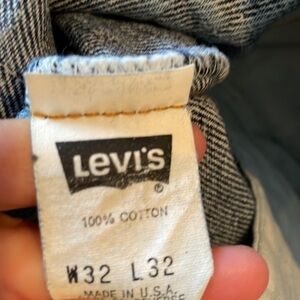 Levi's
®
100% COTTON
W32 L32
MADE IN U.S.A.